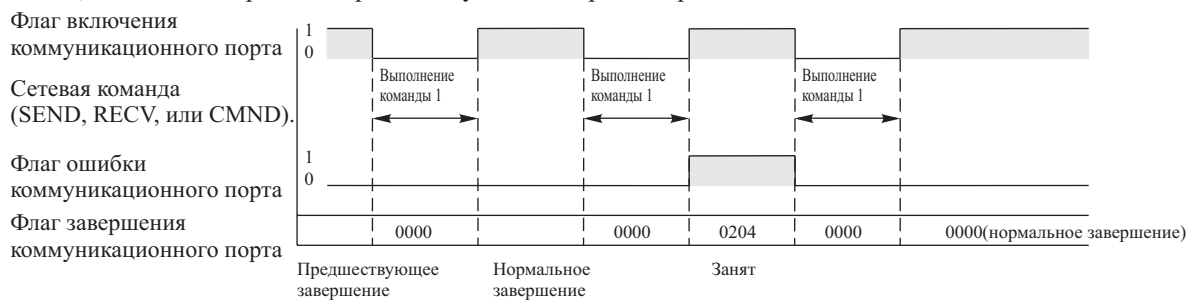 Флаг включения
коммуникационного порта
1
0
Сетевая команда
(SEND, RECV, или CMND).
Выполнение
команды 1
Выполнение
команды 1
Выполнение
команды 1
Флаг ошибки
коммуникационного порта
1
0
Флаг завершения
коммуникационного порта
0000 0000 0204 0000 0000(нормальное завершение)
Предшествующее
завершение
Нормальное
завершение
Занят